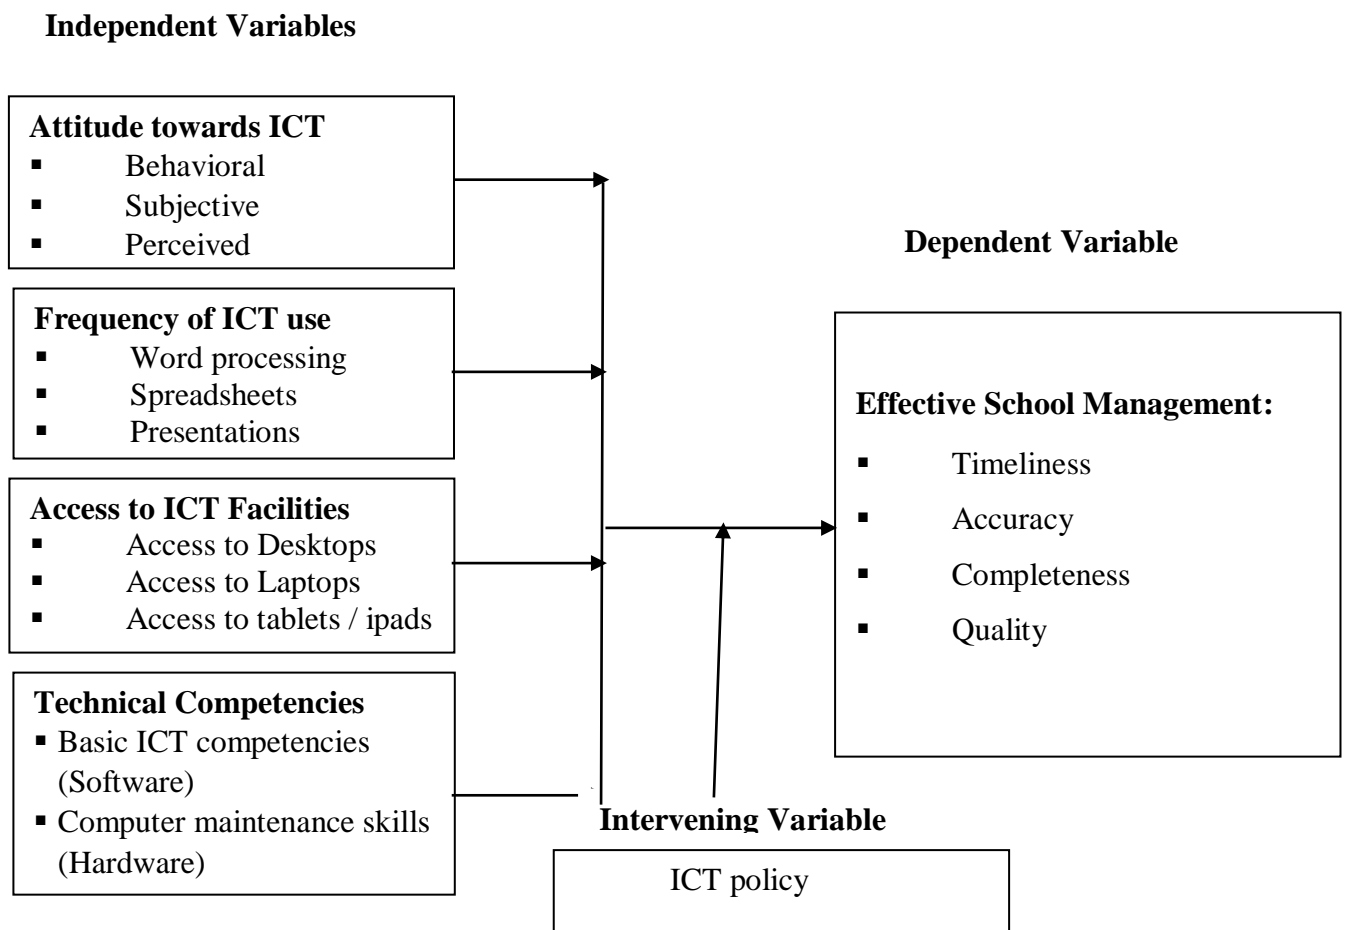 Independent Variables
Attitude towards ICT
▪ Behavioral
▪ Subjective
▪ Perceived
Frequency of ICT use
▪ Word processing
▪ Spreadsheets
▪ Presentations
Access to ICT Facilities
▪ Access to Desktops
▪ Access to Laptops
▪ Access to tablets / ipads
Technical Competencies
▪ Basic ICT competencies
(Software)
▪ Computer maintenance skills
(Hardware)
Dependent Variable
Effective School Management:
▪ Timeliness
▪ Accuracy
▪ Completeness
▪ Quality
Intervening Variable
ICT policy